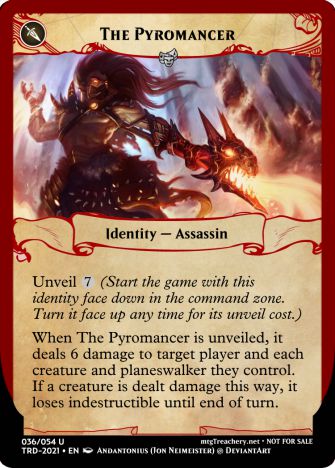 THE PYROMANCER
Identity — Assassin
Unveil 7 (Start the game with this
identity face down in the command zone.
Turn it face up any time for its unveil cost.)
When The Pyromancer is unveiled, it
deals 6 damage to target player and each
creature and planeswalker they control.
If a creature is dealt damage this way, it
loses indestructible until end of turn.
036/054 U
mtgTreachery.net • NOT FOR SALE
TRD-2021 • EN ANDANTONIUS (JON NEIMEISTER) @ DEVIANTART